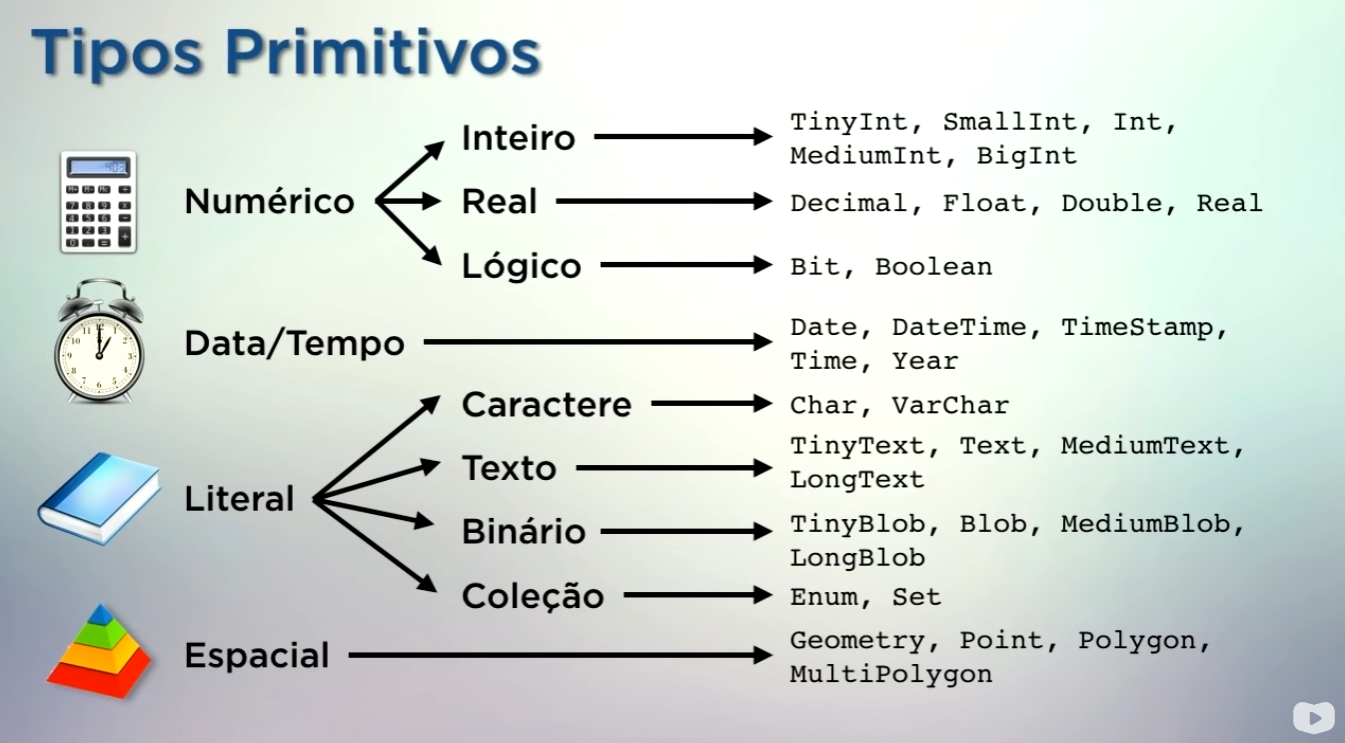 Tipos Primitivos
Numérico
Inteiro
TinyInt, SmallInt, Int,
MediumInt, BigInt
Real
Decimal, Float, Double, Real
Lógico
Bit, Boolean
Data/Tempo
Date, DateTime, TimeStamp,
Time, Year
Literal
Caractere
Char, VarChar
Texto
TinyText, Text, MediumText,
LongText
Binário
TinyBlob, Blob, MediumBlob,
LongBlob
Coleção
Enum, Set
Espacial
Geometry, Point, Polygon,
MultiPolygon